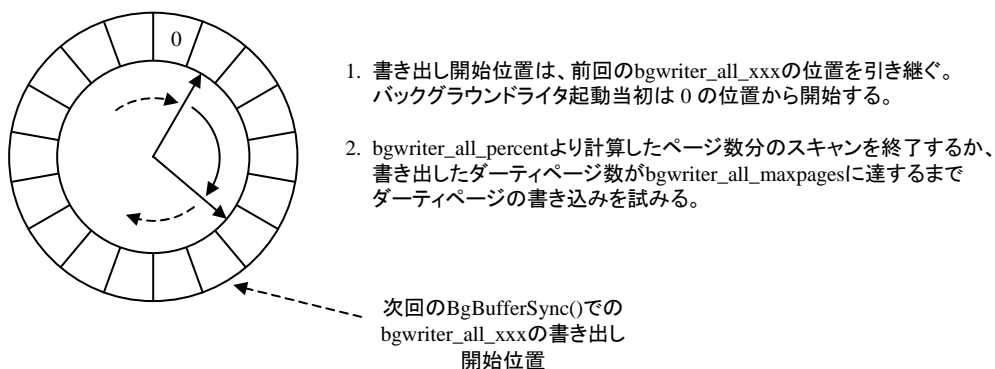 0
1. 書き出し開始位置は、前回のbgwriter_all_xxxの位置を引き継ぐ。
バックグラウンドライタ起動当初は 0 の位置から開始する。
2. bgwriter_all_percentより計算したページ数分のスキャンを終了するか、
書き出したダーティページ数がbgwriter_all_maxpagesに達するまで
ダーティページの書き込みを試みる。
次回のBgBufferSync()での
bgwriter_all_xxxの書き出し
開始位置